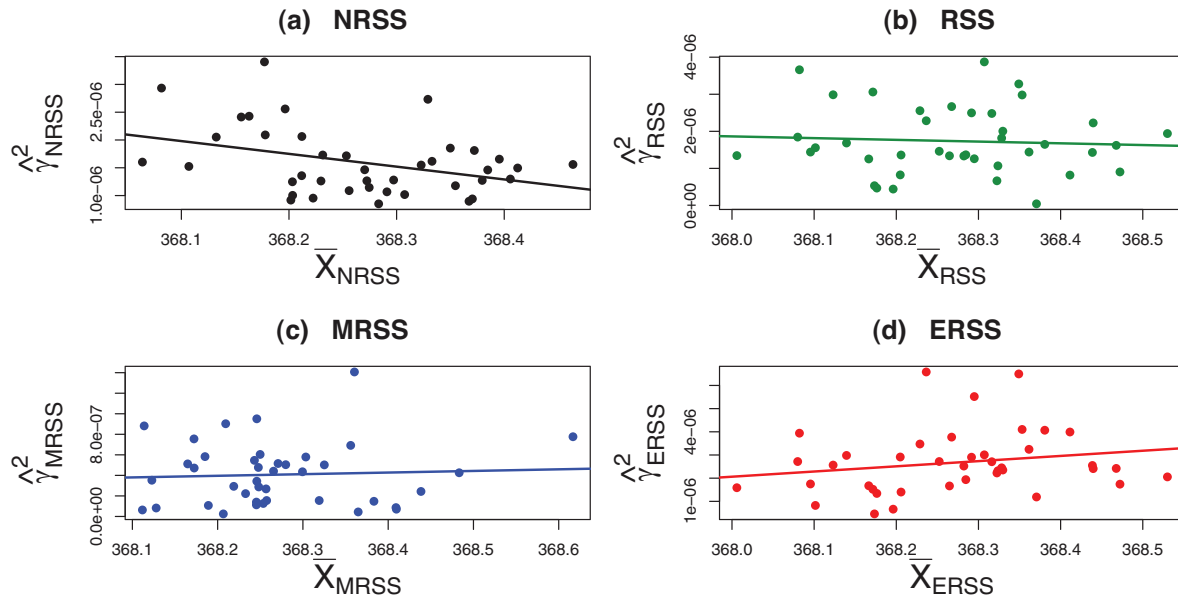 (a) NRSS
γ̂²NRSS
2.5e-06
1.0e-06
368.1 368.2 368.3 368.4
X̄NRSS
(b) RSS
γ̂²RSS
4e-06
2e-06
0e+00
368.0 368.1 368.2 368.3 368.4 368.5
X̄RSS
(c) MRSS
γ̂²MRSS
8.0e-07
0.0e+00
368.1 368.2 368.3 368.4 368.5 368.6
X̄MRSS
(d) ERSS
γ̂²ERSS
4e-06
1e-06
368.0 368.1 368.2 368.3 368.4 368.5
X̄ERSS